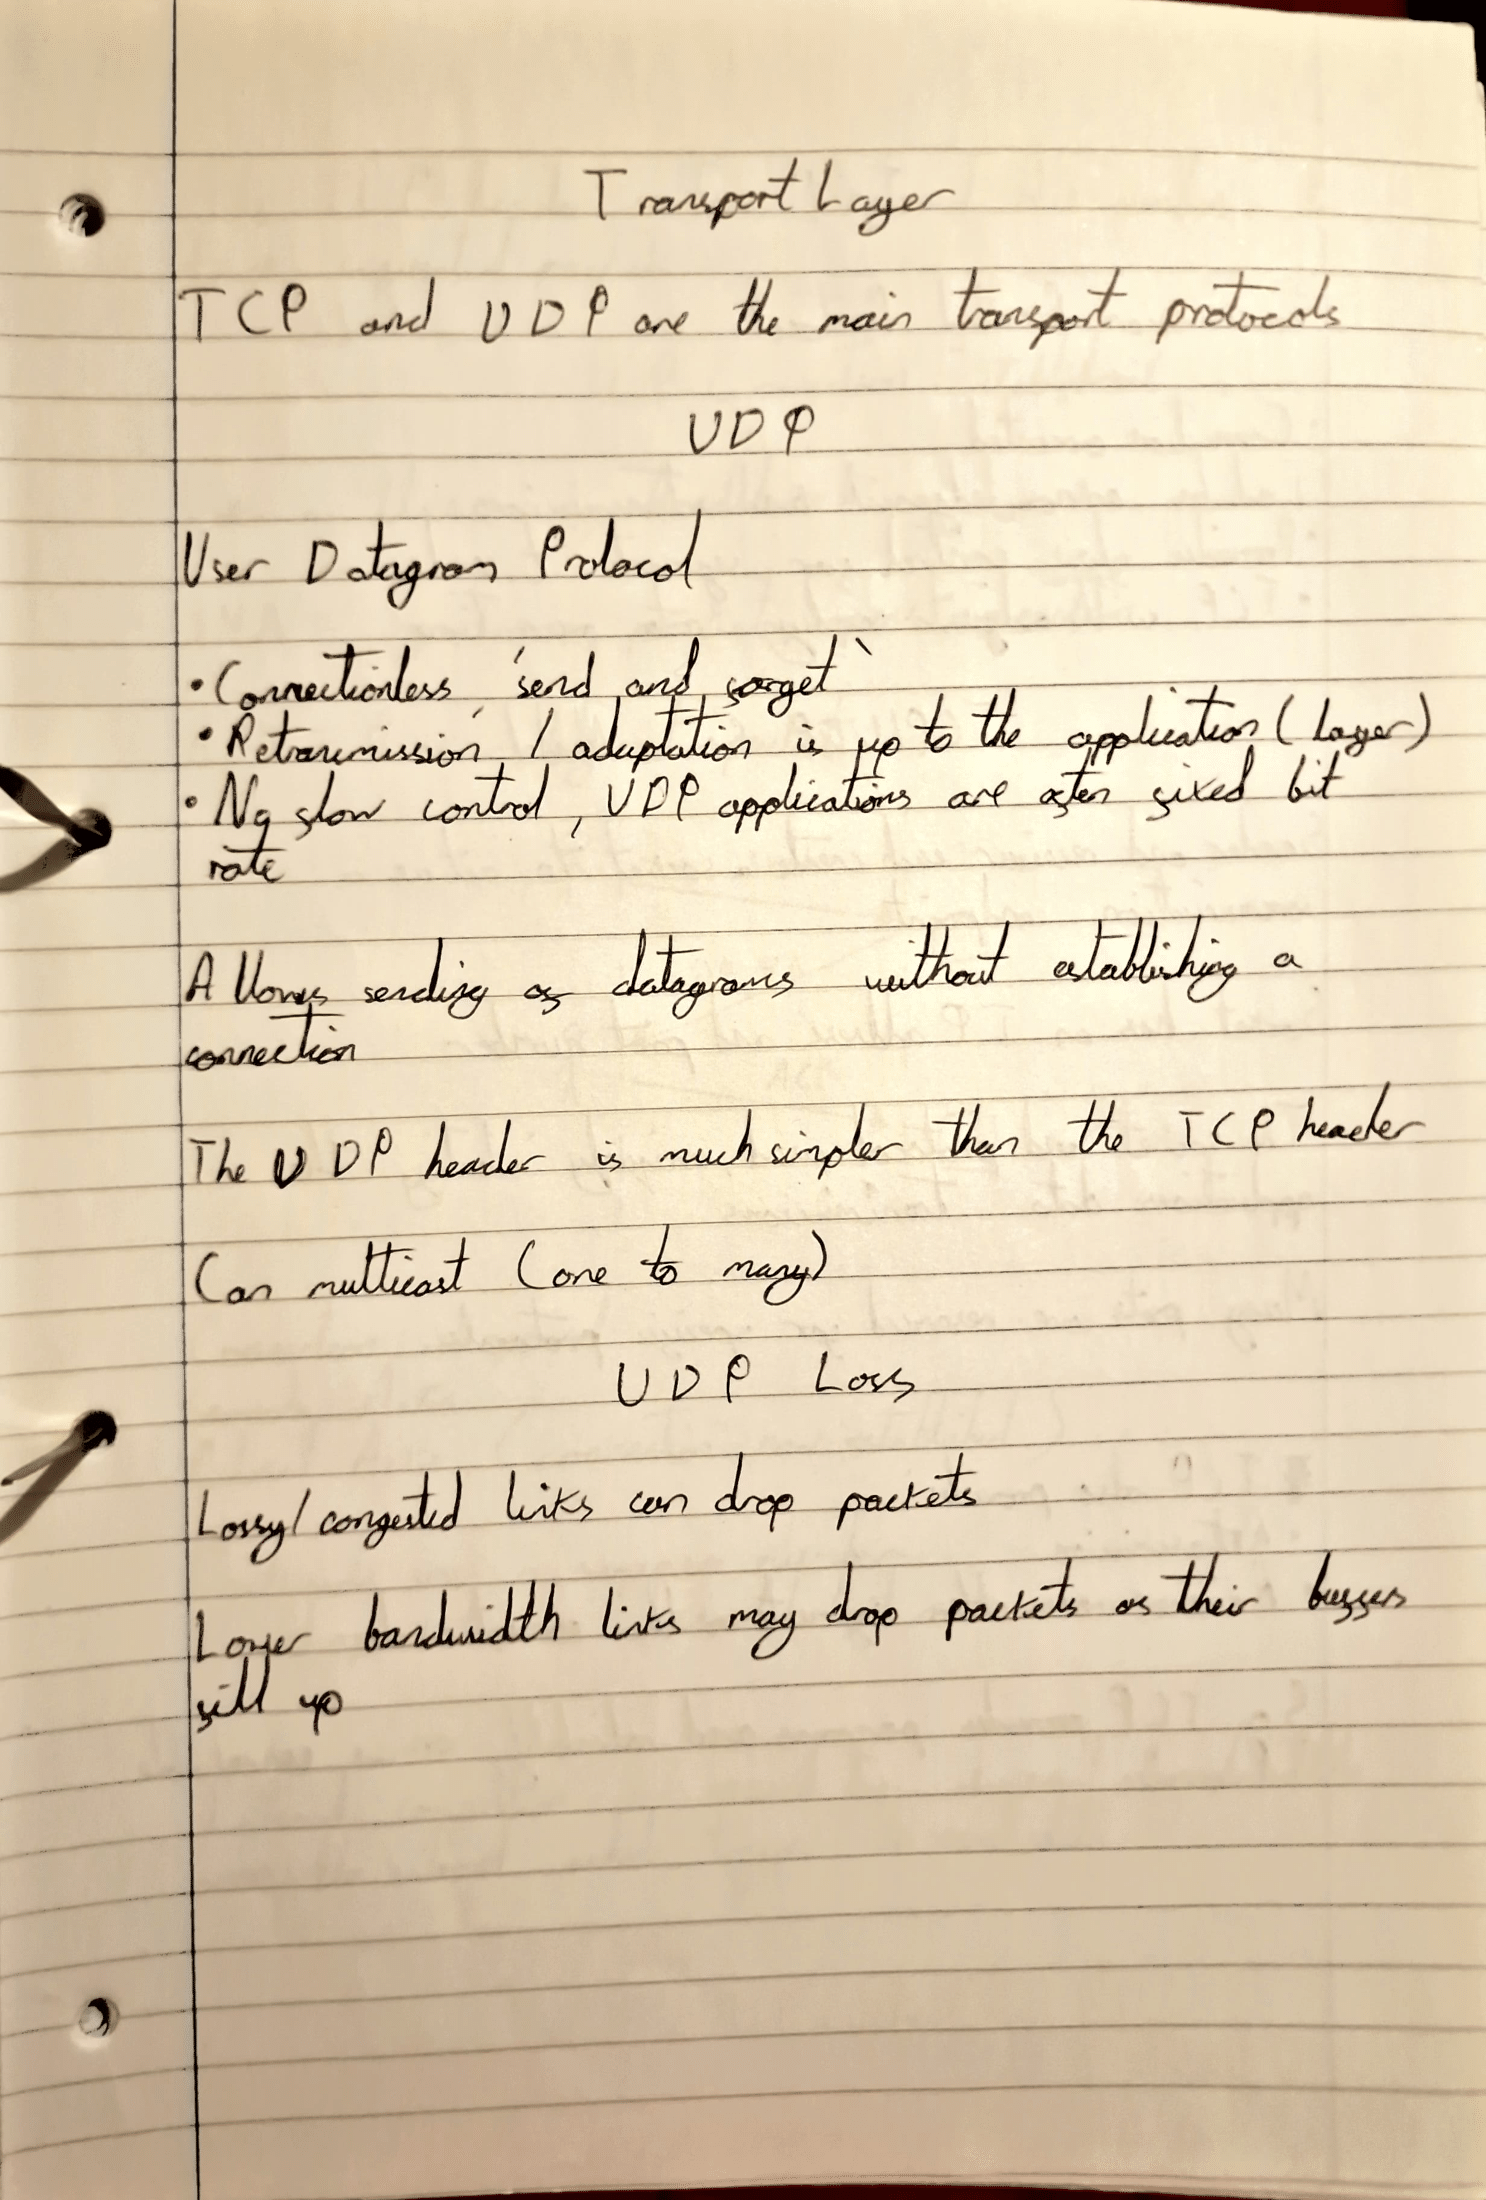 Transport Layer
TCP and UDP are the main transport protocols
UDP
User Datagram Protocol
• Connectionless, 'send and forget'
• Retransmission / adaptation is up to the application (Layer)
• No flow control, UDP applications are often fixed bit
rate
Allows sending of datagrams without establishing a
connection
The UDP header is much simpler than the TCP header
Can multicast (one to many)
UDP Loss
Lossy/congested links can drop packets
Lower bandwidth links may drop packets as their buffers
fill up